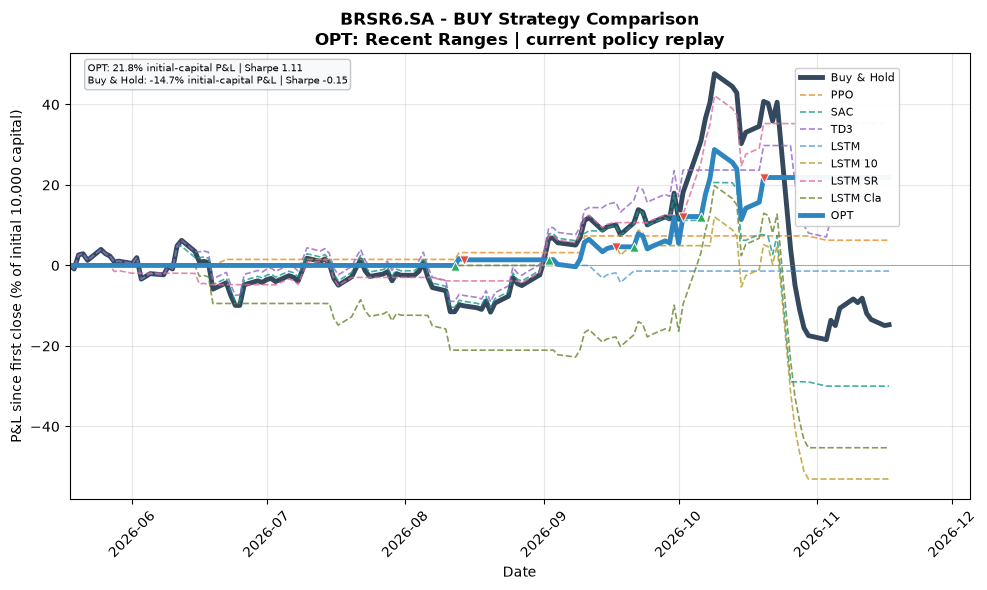 BRSR6.SA - BUY Strategy Comparison
OPT: Recent Ranges | current policy replay
OPT: 21.8% initial-capital P&L | Sharpe 1.11
Buy & Hold: -14.7% initial-capital P&L | Sharpe -0.15
Buy & Hold
PPO
SAC
TD3
LSTM
LSTM 10
LSTM SR
LSTM Cla
OPT
P&L since first close (% of initial 10,000 capital)
40
20
0
−20
−40
2026-06
2026-07
2026-08
2026-09
2026-10
2026-11
2026-12
Date